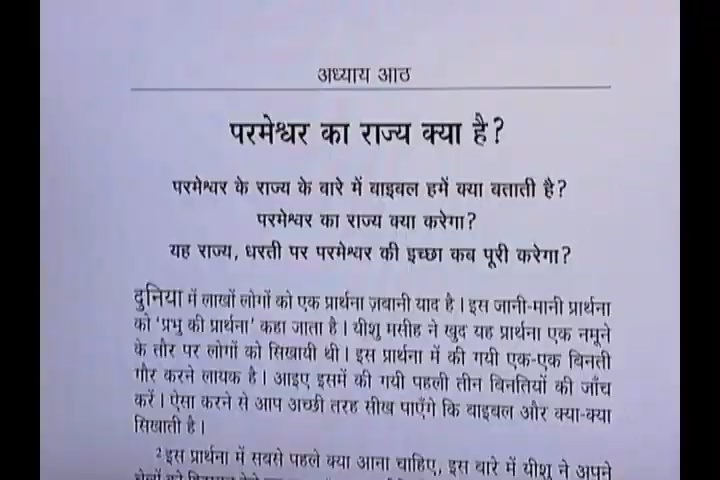 अध्याय आठ
परमेश्वर का राज्य क्या है?
परमेश्वर के राज्य के बारे में बाइबल हमें क्या बताती है?
परमेश्वर का राज्य क्या करेगा?
यह राज्य, धरती पर परमेश्वर की इच्छा कब पूरी करेगा?
दुनिया में लाखों लोगों को एक प्रार्थना ज़बानी याद है। इस जानी-मानी प्रार्थना
को ‘प्रभु की प्रार्थना’ कहा जाता है। यीशु मसीह ने खुद यह प्रार्थना एक नमूने
के तौर पर लोगों को सिखायी थी। इस प्रार्थना में की गयी एक-एक बिनती
गौर करने लायक है। आइए इसमें की गयी पहली तीन बिनतियों की जाँच
करें। ऐसा करने से आप अच्छी तरह सीख पाएँगे कि बाइबल और क्या-क्या
सिखाती है।
² इस प्रार्थना में सबसे पहले क्या आना चाहिए, इस बारे में यीशु ने अपने